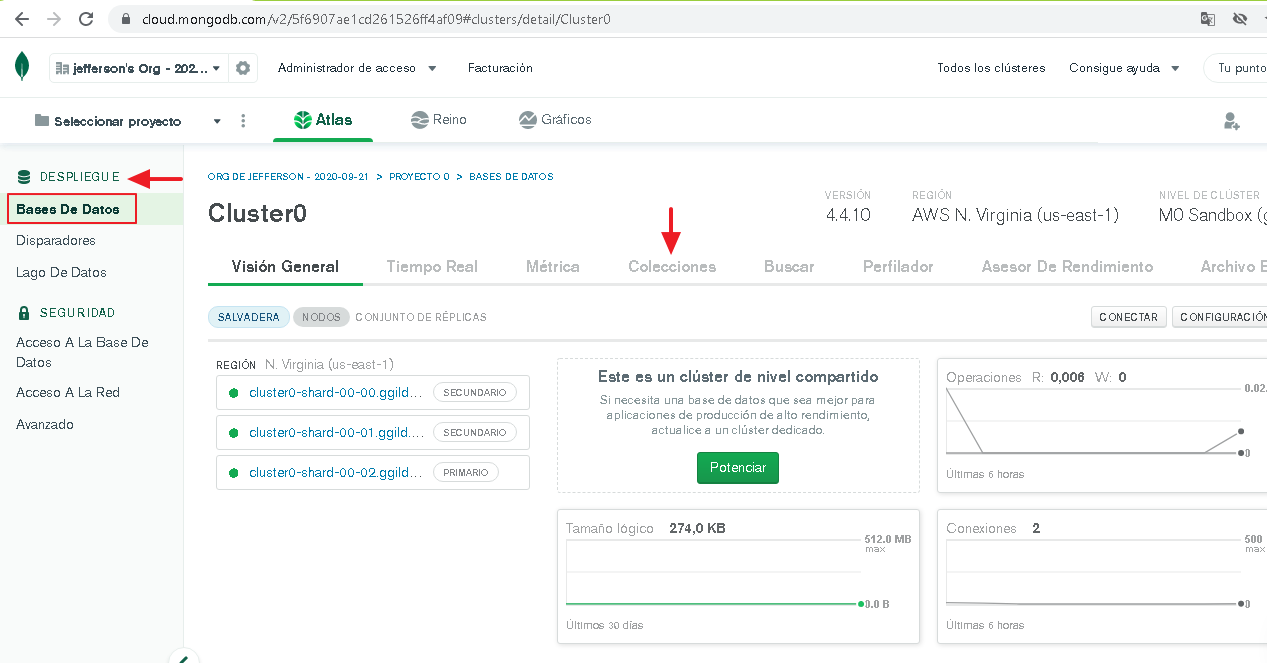 cloud.mongodb.com/v2/5f6907ae1cd261526ff4af09#clusters/detail/Cluster0
jefferson's Org - 202... Administrador de acceso Facturación Todos los clústeres Consigue ayuda Tu punto
Seleccionar proyecto Atlas Reino Gráficos
DESPLIEGUE
Bases De Datos
Disparadores
Lago De Datos
SEGURIDAD
Acceso A La Base De
Datos
Acceso A La Red
Avanzado
ORG DE JEFFERSON - 2020-09-21 > PROYECTO 0 > BASES DE DATOS
Cluster0
VERSIÓN
4.4.10
REGIÓN
AWS N. Virginia (us-east-1)
NIVEL DE CLÚSTER
M0 Sandbox (g
Visión General Tiempo Real Métrica Colecciones Buscar Perfilador Asesor De Rendimiento Archivo E
SALVADERA NODOS CONJUNTO DE RÉPLICAS CONECTAR CONFIGURACIÓN
REGIÓN N. Virginia (us-east-1)
cluster0-shard-00-00.ggild... SECUNDARIO
cluster0-shard-00-01.ggild.... SECUNDARIO
cluster0-shard-00-02.ggild... PRIMARIO
Este es un clúster de nivel compartido
Si necesita una base de datos que sea mejor para
aplicaciones de producción de alto rendimiento,
actualice a un clúster dedicado.
Potenciar
Operaciones R: 0,006 W: 0
0.02.
0
Últimas 6 horas
Tamaño lógico 274,0 KB
512.0 MB
max
0.0 B
Últimos 30 días
Conexiones 2
500
max
0
Últimas 6 horas